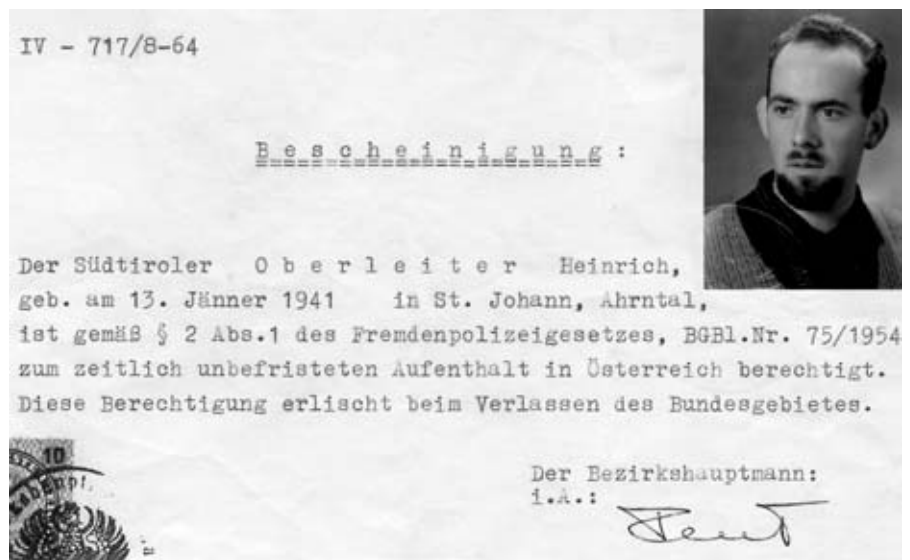 IV - 717/8-64
B e s c h e i n i g u n g :
Der Südtiroler O b e r l e i t e r Heinrich,
geb. am 13. Jänner 1941 in St. Johann, Ahrntal,
ist gemäß § 2 Abs.1 des Fremdenpolizeigesetzes, BGBl.Nr. 75/1954
zum zeitlich unbefristeten Aufenthalt in Österreich berechtigt.
Diese Berechtigung erlischt beim Verlassen des Bundesgebietes.
10
Der Bezirkshauptmann:
i.A.: